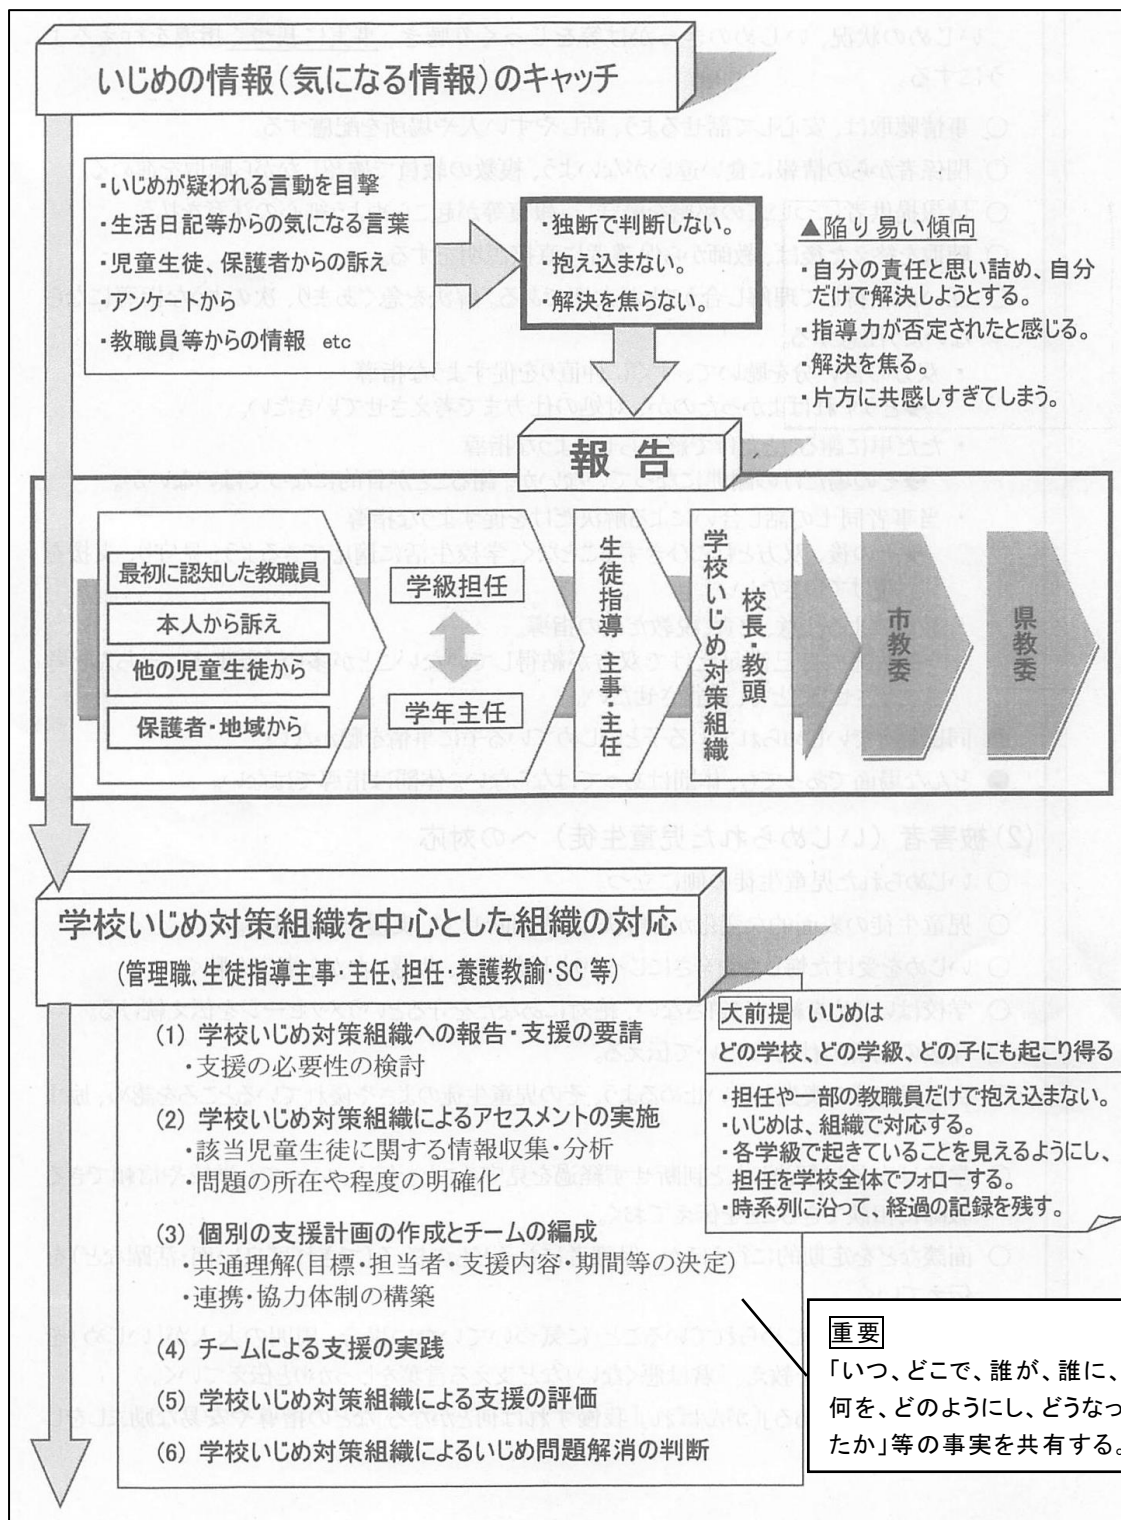 いじめの情報(気になる情報)のキャッチ
・いじめが疑われる言動を目撃
・生活日記等からの気になる言葉
・児童生徒、保護者からの訴え
・アンケートから
・教職員等からの情報 etc
・独断で判断しない。
・抱え込まない。
・解決を焦らない。
▲陥り易い傾向
・自分の責任と思い詰め、自分
だけで解決しようとする。
・指導力が否定されたと感じる。
・解決を焦る。
・片方に共感しすぎてしまう。
報告
最初に認知した教職員
本人から訴え
他の児童生徒から
保護者・地域から
学級担任
学年主任
生徒指導主事・主任
校長・教頭
学校いじめ対策組織
市教委
県教委
学校いじめ対策組織を中心とした組織の対応
(管理職、生徒指導主事・主任、担任・養護教諭・SC 等)
(1) 学校いじめ対策組織への報告・支援の要請
・支援の必要性の検討
(2) 学校いじめ対策組織によるアセスメントの実施
・該当児童生徒に関する情報収集・分析
・問題の所在や程度の明確化
(3) 個別の支援計画の作成とチームの編成
・共通理解(目標・担当者・支援内容・期間等の決定)
・連携・協力体制の構築
(4) チームによる支援の実践
(5) 学校いじめ対策組織による支援の評価
(6) 学校いじめ対策組織によるいじめ問題解消の判断
大前提 いじめは
どの学校、どの学級、どの子にも起こり得る
・担任や一部の教職員だけで抱え込まない。
・いじめは、組織で対応する。
・各学級で起きていることを見えるようにし、
担任を学校全体でフォローする。
・時系列に沿って、経過の記録を残す。
重要
「いつ、どこで、誰が、誰に、
何を、どのようにし、どうなっ
たか」等の事実を共有する。
(2) 被害者(いじめられた児童生徒)への対応